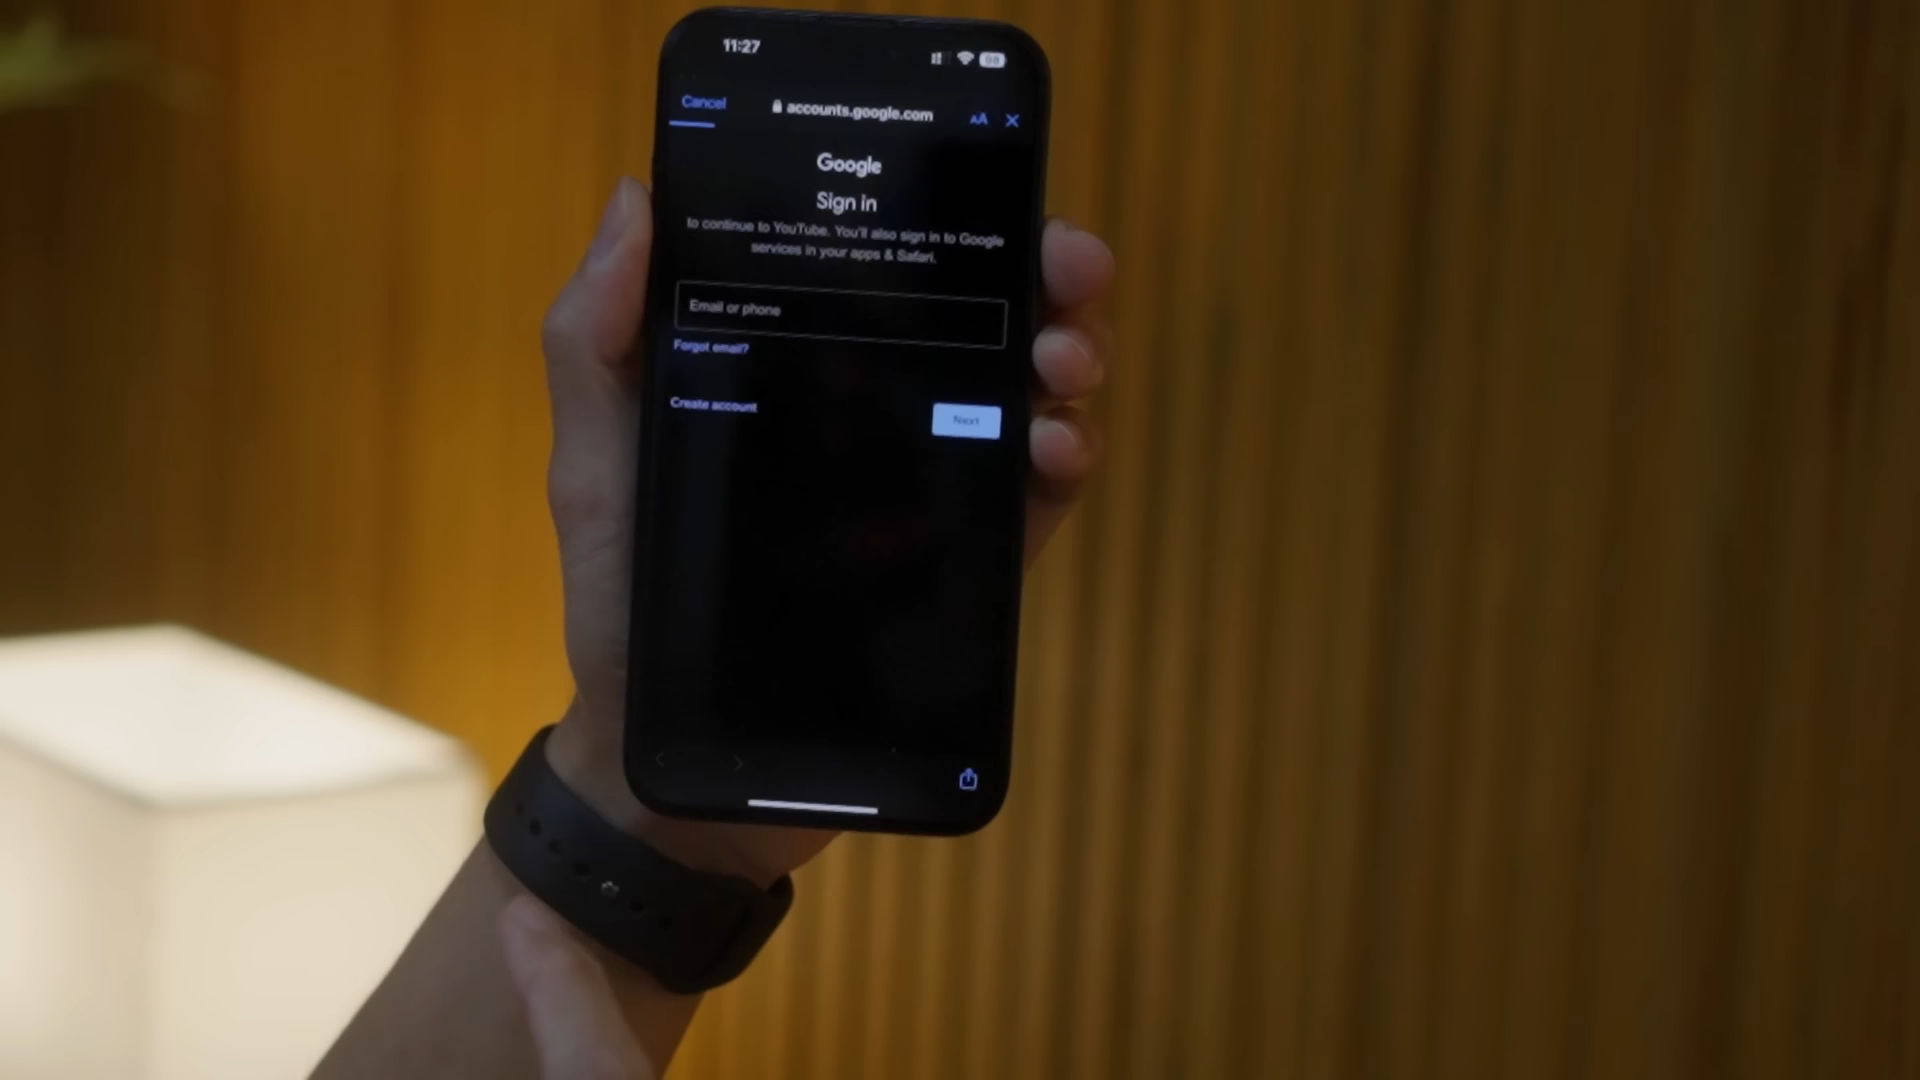 11:27
Cancel
accounts.google.com
AA
Google
Sign in
to continue to YouTube. You'll also sign in to Google
services in your apps & Safari.
Email or phone
Forgot email?
Create account
Next